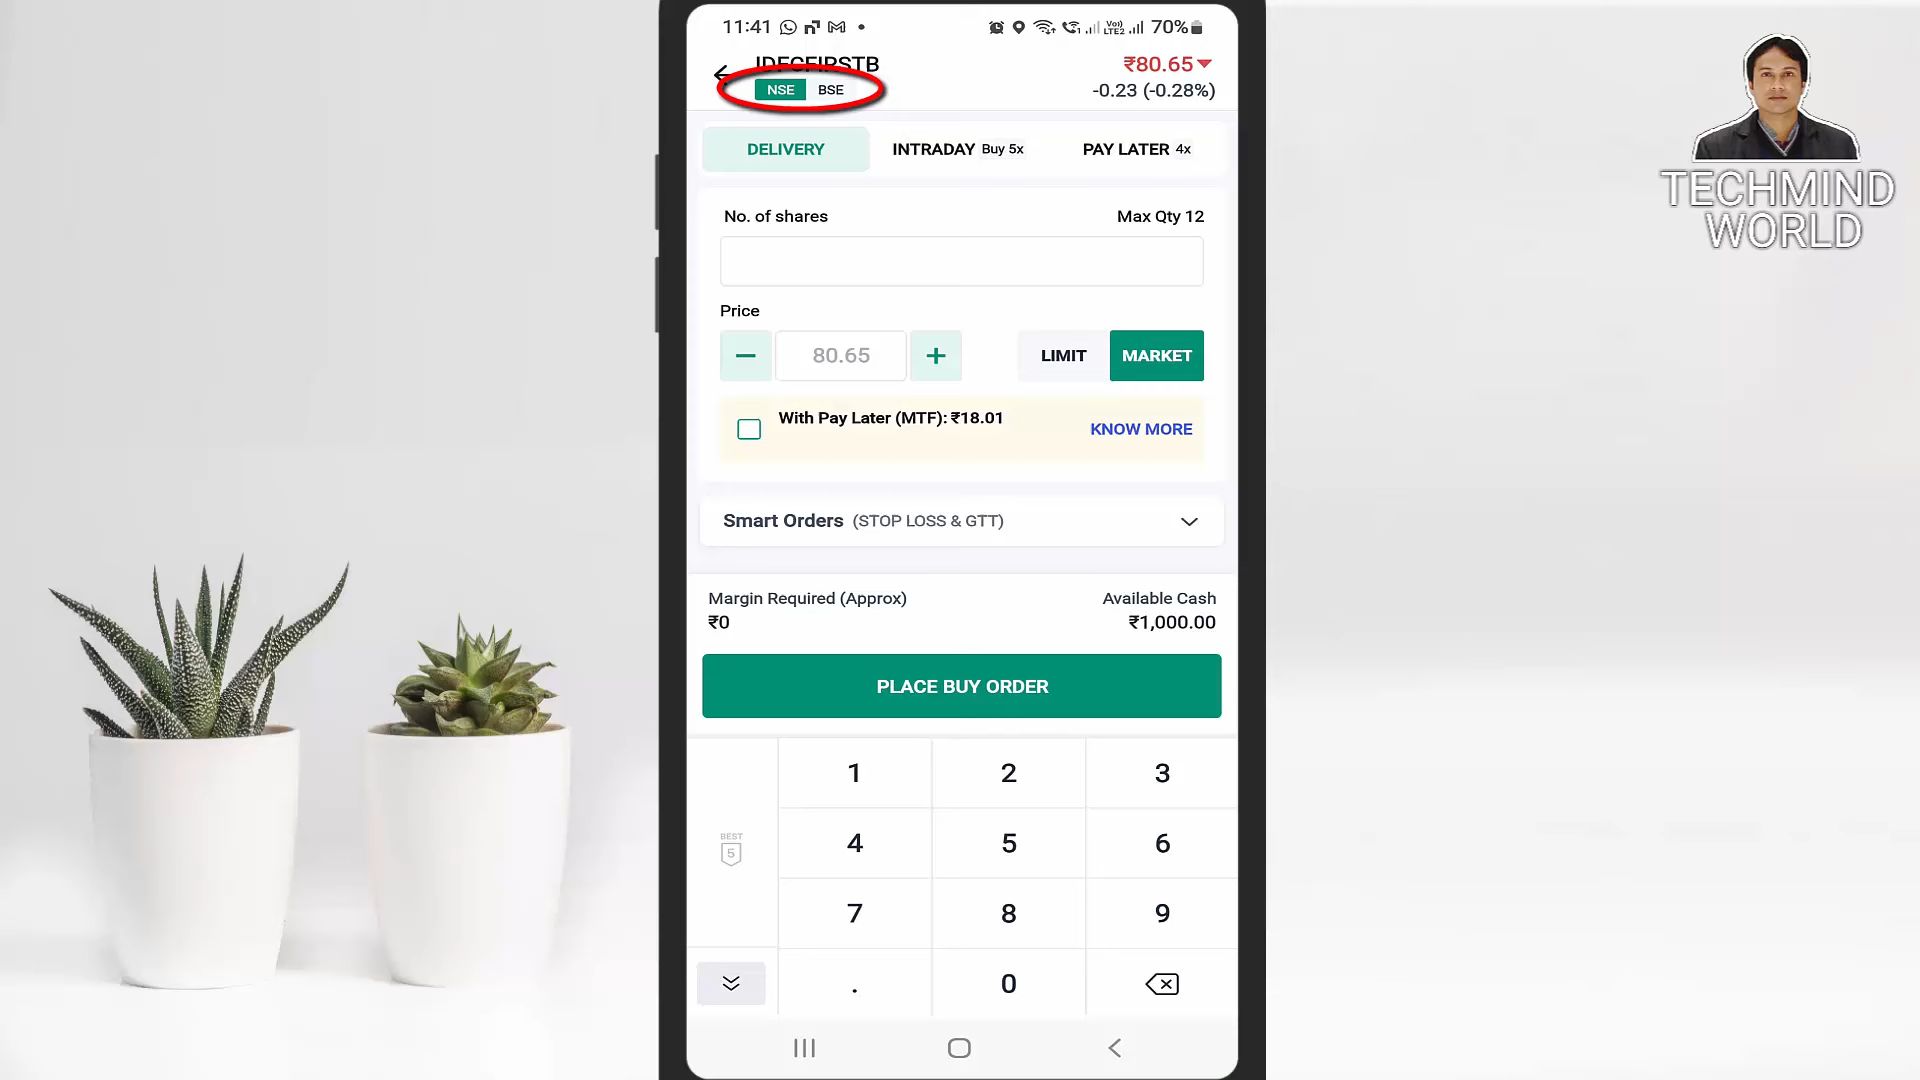 11:41
Vo)) LTE2 70%
IDFCFIRSTB
₹80.65
NSE BSE
-0.23 (-0.28%)
DELIVERY INTRADAY Buy 5x PAY LATER 4x
No. of shares Max Qty 12
Price
80.65 LIMIT MARKET
With Pay Later (MTF): ₹18.01
KNOW MORE
Smart Orders (STOP LOSS & GTT)
Margin Required (Approx) Available Cash
₹0 ₹1,000.00
PLACE BUY ORDER
1 2 3
4 5 6
BEST
5
7 8 9
. 0
TECHMIND
WORLD